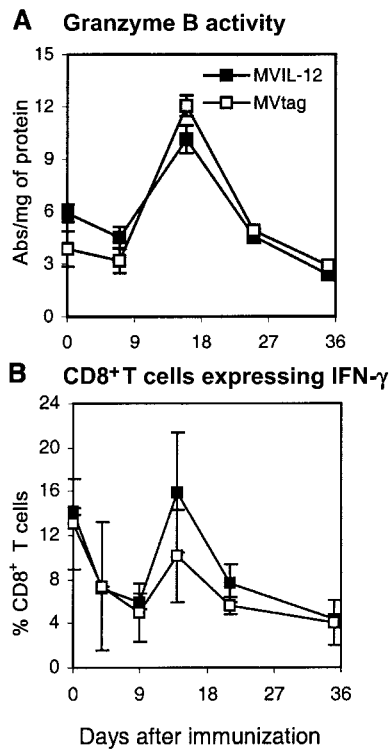 A Granzyme B activity
MVIL-12
MVtag
Abs/mg of protein
15
12
9
6
3
0
0 9 18 27 36
B CD8+ T cells expressing IFN-γ
% CD8+ T cells
24
20
16
12
8
4
0
0 9 18 27 36
Days after immunization